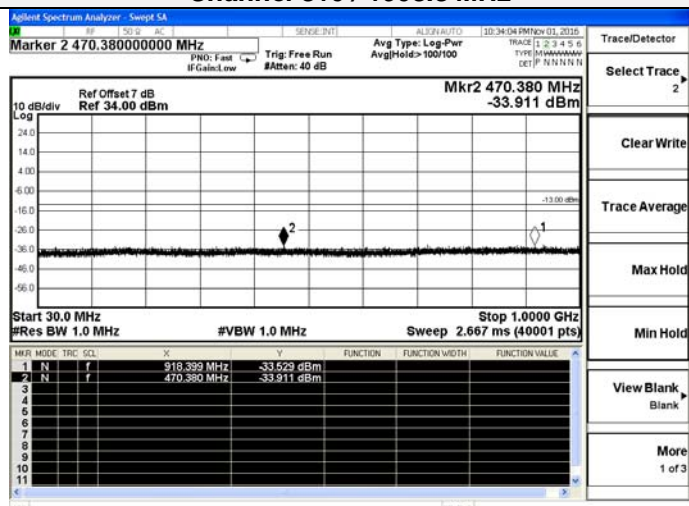 Agilent Spectrum Analyzer - Swept SA
RF 50 Ω AC SENSE:INT ALIGN AUTO 10:34:04 PM Nov 01, 2016
Marker 2 470.380000000 MHz
PNO: Fast
IFGain:Low
Trig: Free Run
#Atten: 40 dB
Avg Type: Log-Pwr
Avg|Hold:>100/100
TRACE 1 2 3 4 5 6
TYPE MWWWWW
DET P N N N N N
Trace/Detector
Select Trace
2
Clear Write
Trace Average
Max Hold
Min Hold
View Blank
Blank
More
1 of 3
Ref Offset 7 dB
10 dB/div Ref 34.00 dBm
Log
Mkr2 470.380 MHz
-33.911 dBm
24.0
14.0
4.00
-6.00
-16.0
-26.0
-36.0
-46.0
-56.0
-13.00 dBm
2
1
Start 30.0 MHz Stop 1.0000 GHz
#Res BW 1.0 MHz #VBW 1.0 MHz Sweep 2.667 ms (40001 pts)
MKR MODE TRC SCL X Y FUNCTION FUNCTION WIDTH FUNCTION VALUE
1 N f 918.399 MHz -33.529 dBm
2 N f 470.380 MHz -33.911 dBm
3
4
5
6
7
8
9
10
11